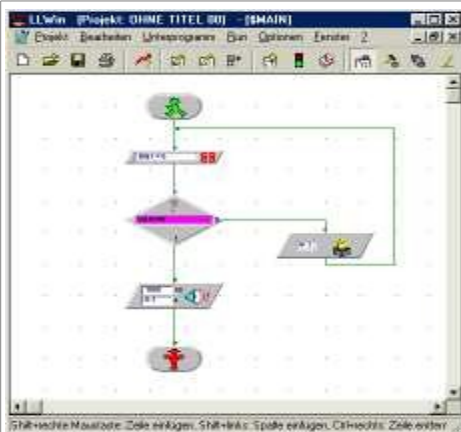 LLWin [Projekt: OHNE TITEL 00] - [$MAIN]
Projekt Bearbeiten Unterprogramm Run Optionen Fenster ?
Shift+rechte Maustaste: Zeile einfügen, Shift+links: Spalte einfügen, Ctrl+rechts: Zeile entfern